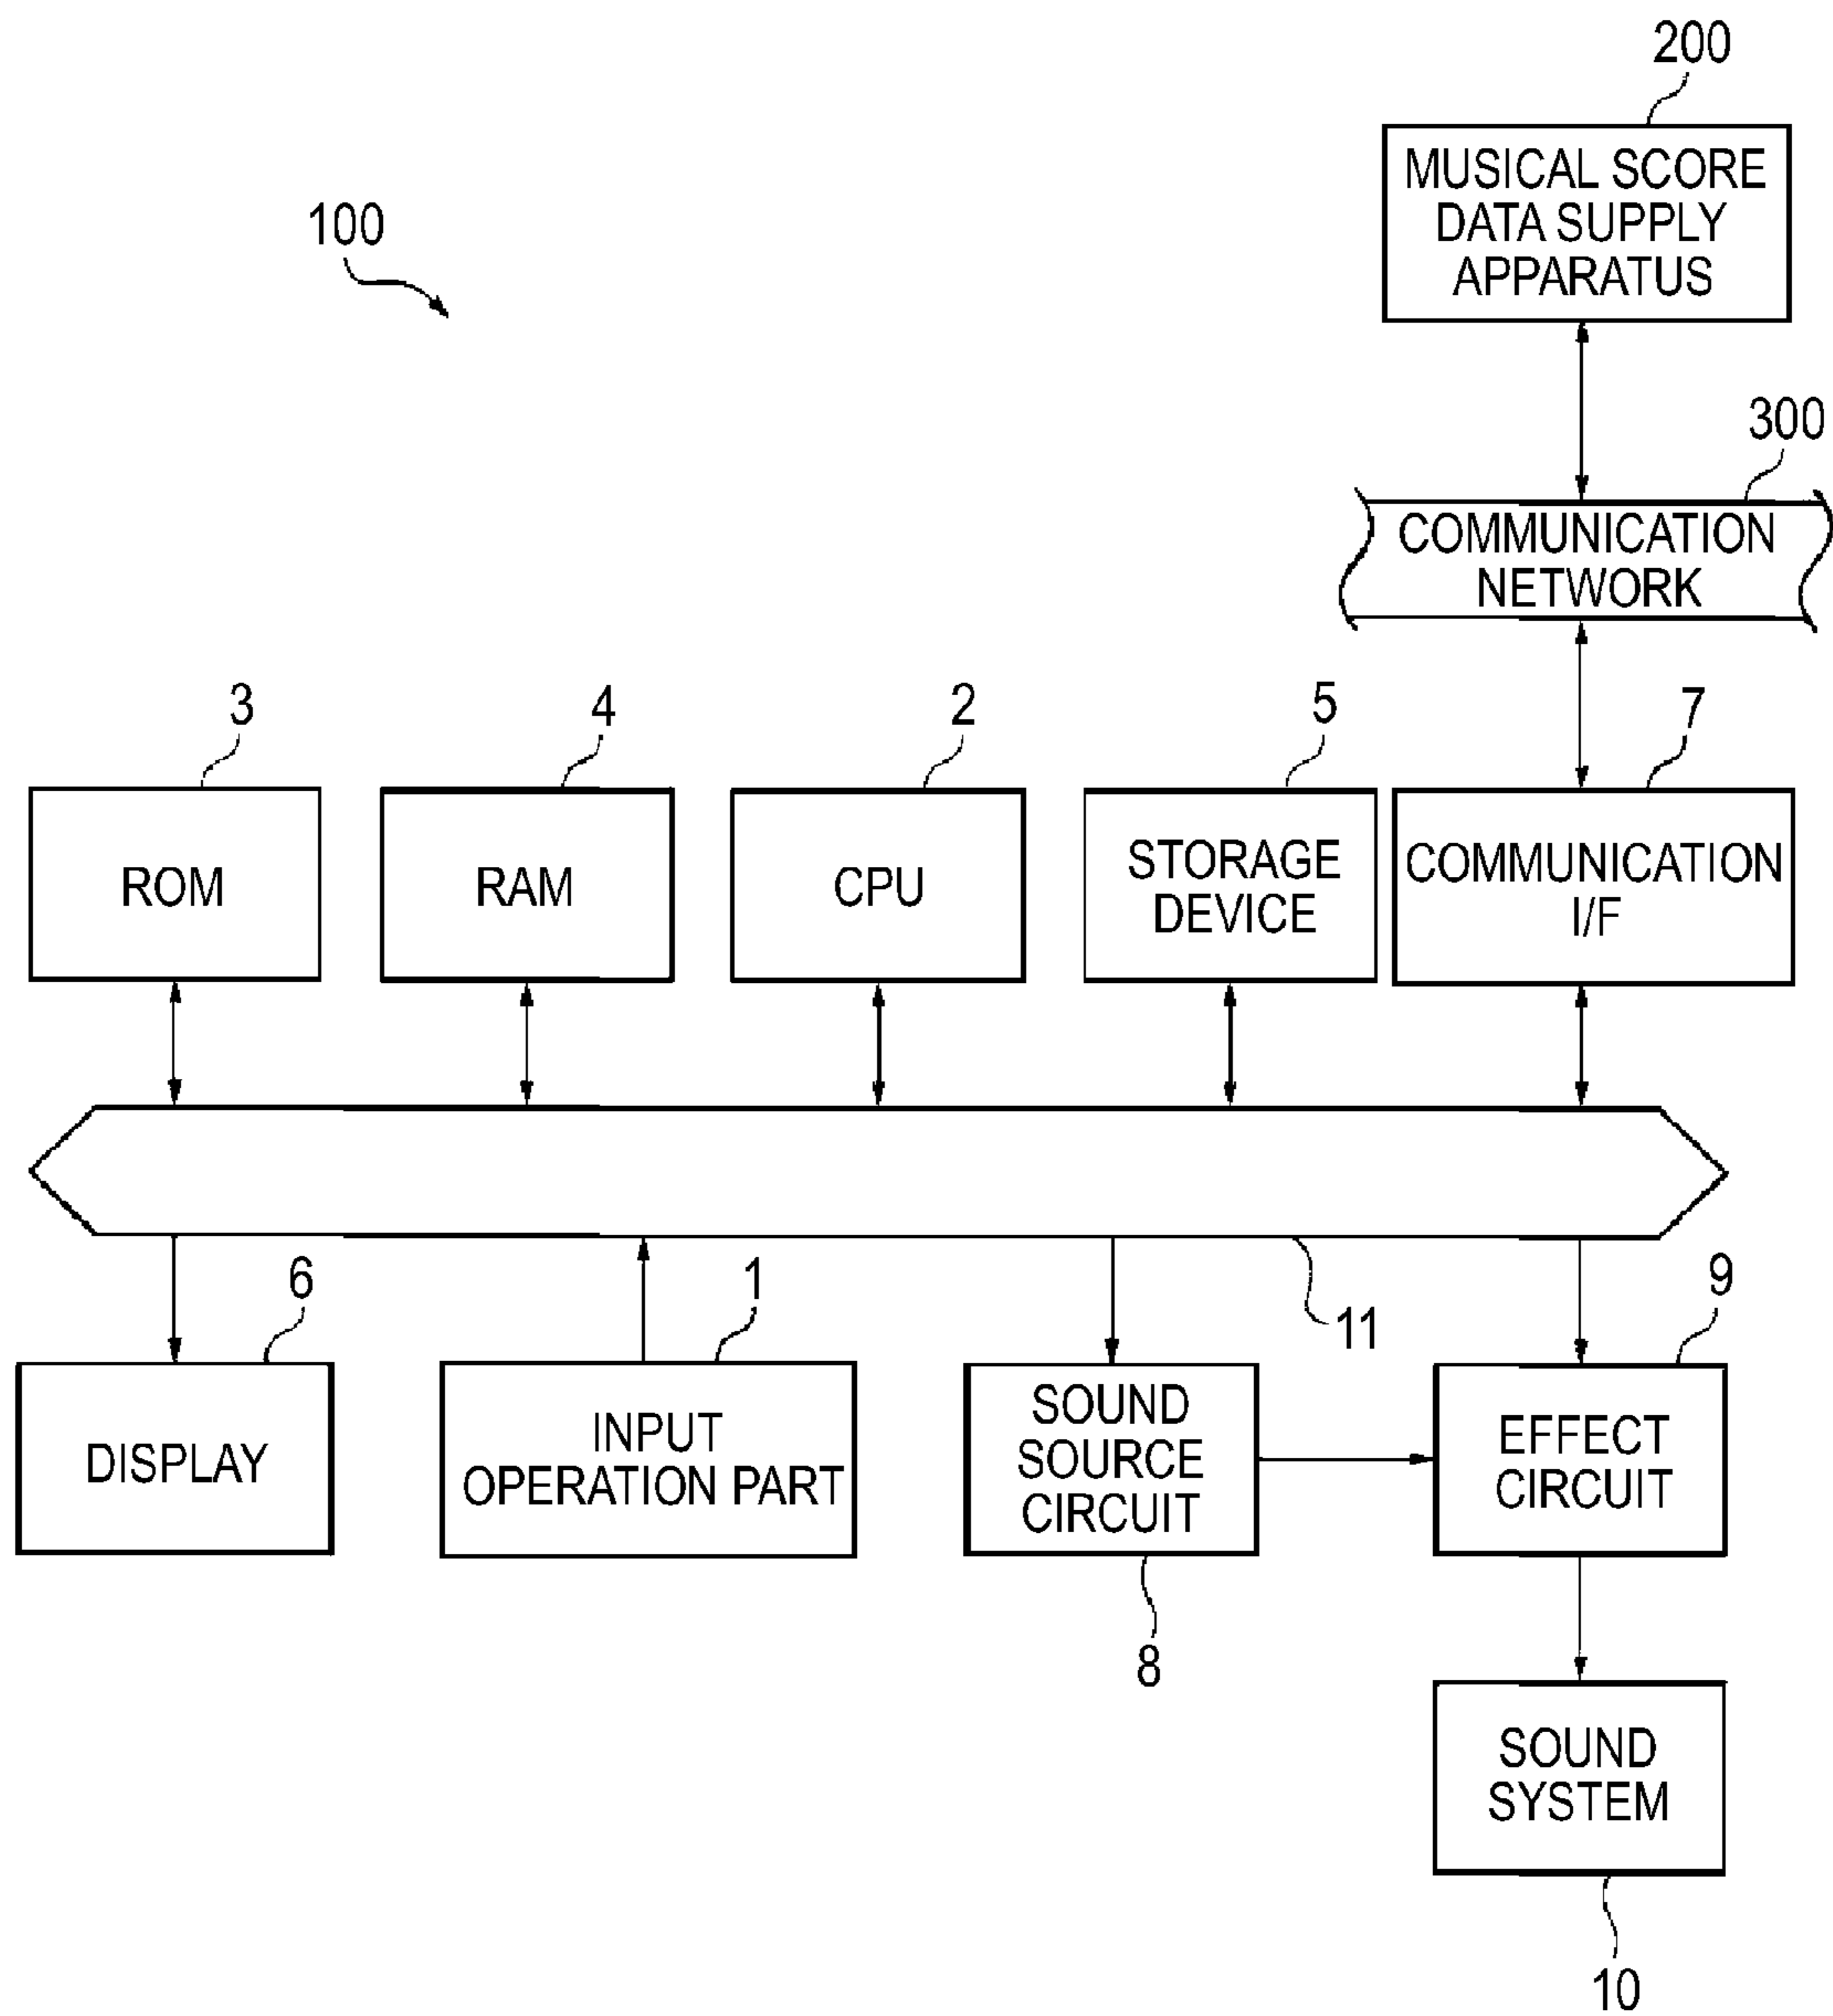 200
MUSICAL SCORE
DATA SUPPLY
APPARATUS
100
300
COMMUNICATION
NETWORK
3
4
2
5
7
ROM
RAM
CPU
STORAGE
DEVICE
COMMUNICATION
I/F
6
1
11
9
DISPLAY
INPUT
OPERATION PART
SOUND
SOURCE
CIRCUIT
EFFECT
CIRCUIT
8
SOUND
SYSTEM
10